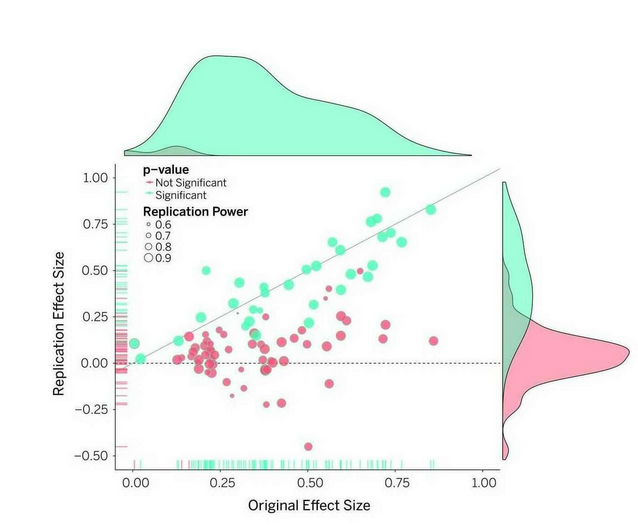 p−value
Not Significant
Significant
Replication Power
0.6
0.7
0.8
0.9
Replication Effect Size
1.00
0.75
0.50
0.25
0.00
−0.25
−0.50
0.00 0.25 0.50 0.75 1.00
Original Effect Size